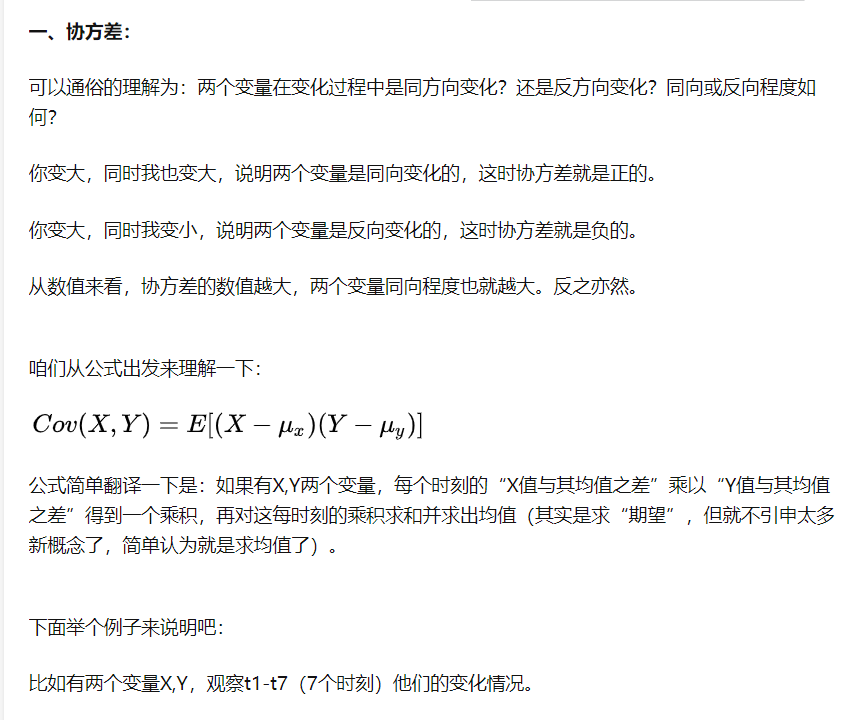 一、协方差：
可以通俗的理解为：两个变量在变化过程中是同方向变化？还是反方向变化？同向或反向程度如
何？
你变大，同时我也变大，说明两个变量是同向变化的，这时协方差就是正的。
你变大，同时我变小，说明两个变量是反向变化的，这时协方差就是负的。
从数值来看，协方差的数值越大，两个变量同向程度也就越大。反之亦然。
咱们从公式出发来理解一下：
Cov(X, Y) = E[(X − μₓ)(Y − μ_y)]
公式简单翻译一下是：如果有X,Y两个变量，每个时刻的“X值与其均值之差”乘以“Y值与其均值
之差”得到一个乘积，再对这每时刻的乘积求和并求出均值（其实是求“期望”，但就不引申太多
新概念了，简单认为就是求均值了）。
下面举个例子来说明吧：
比如有两个变量X,Y，观察t1-t7（7个时刻）他们的变化情况。